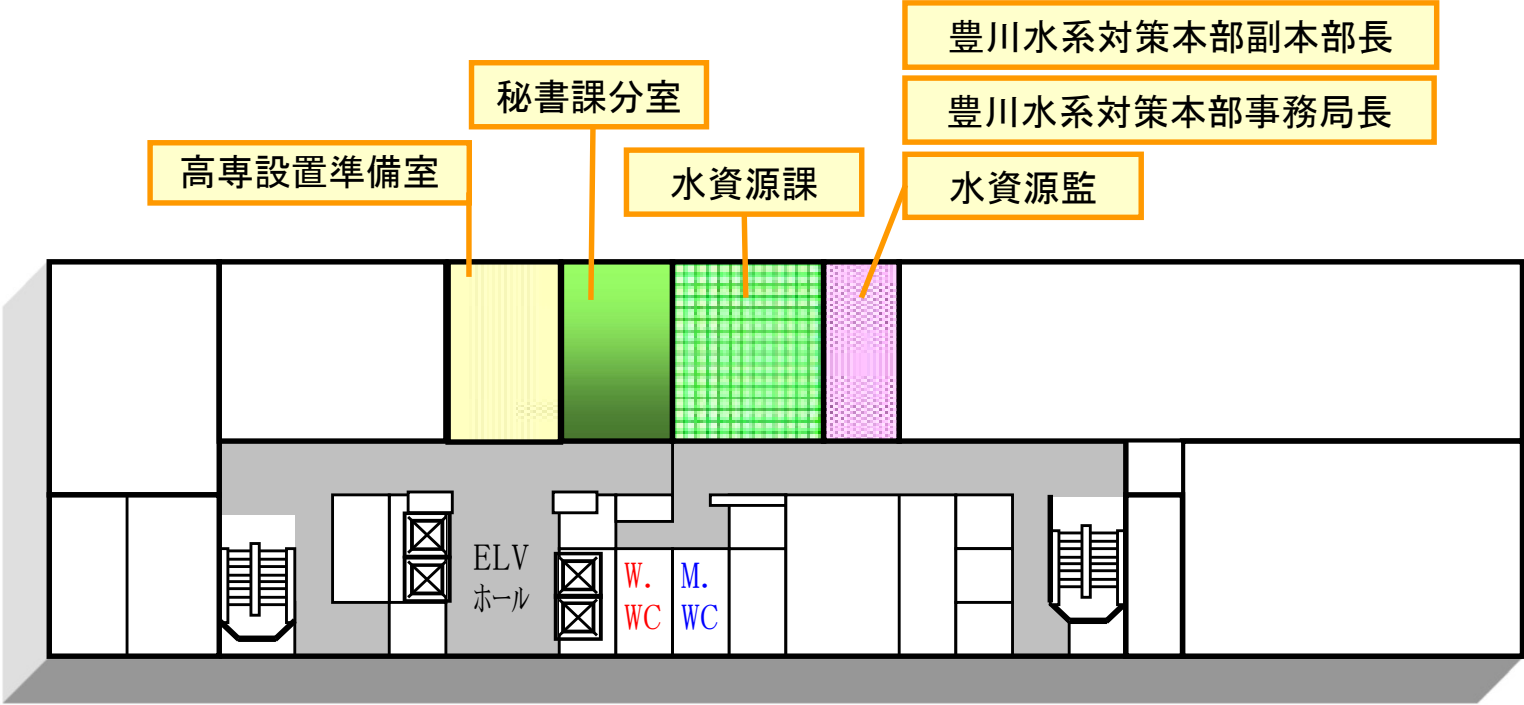 豊川水系対策本部副本部長
豊川水系対策本部事務局長
秘書課分室
高専設置準備室
水資源課
水資源監
ELV
ホール
W.
WC
M.
WC